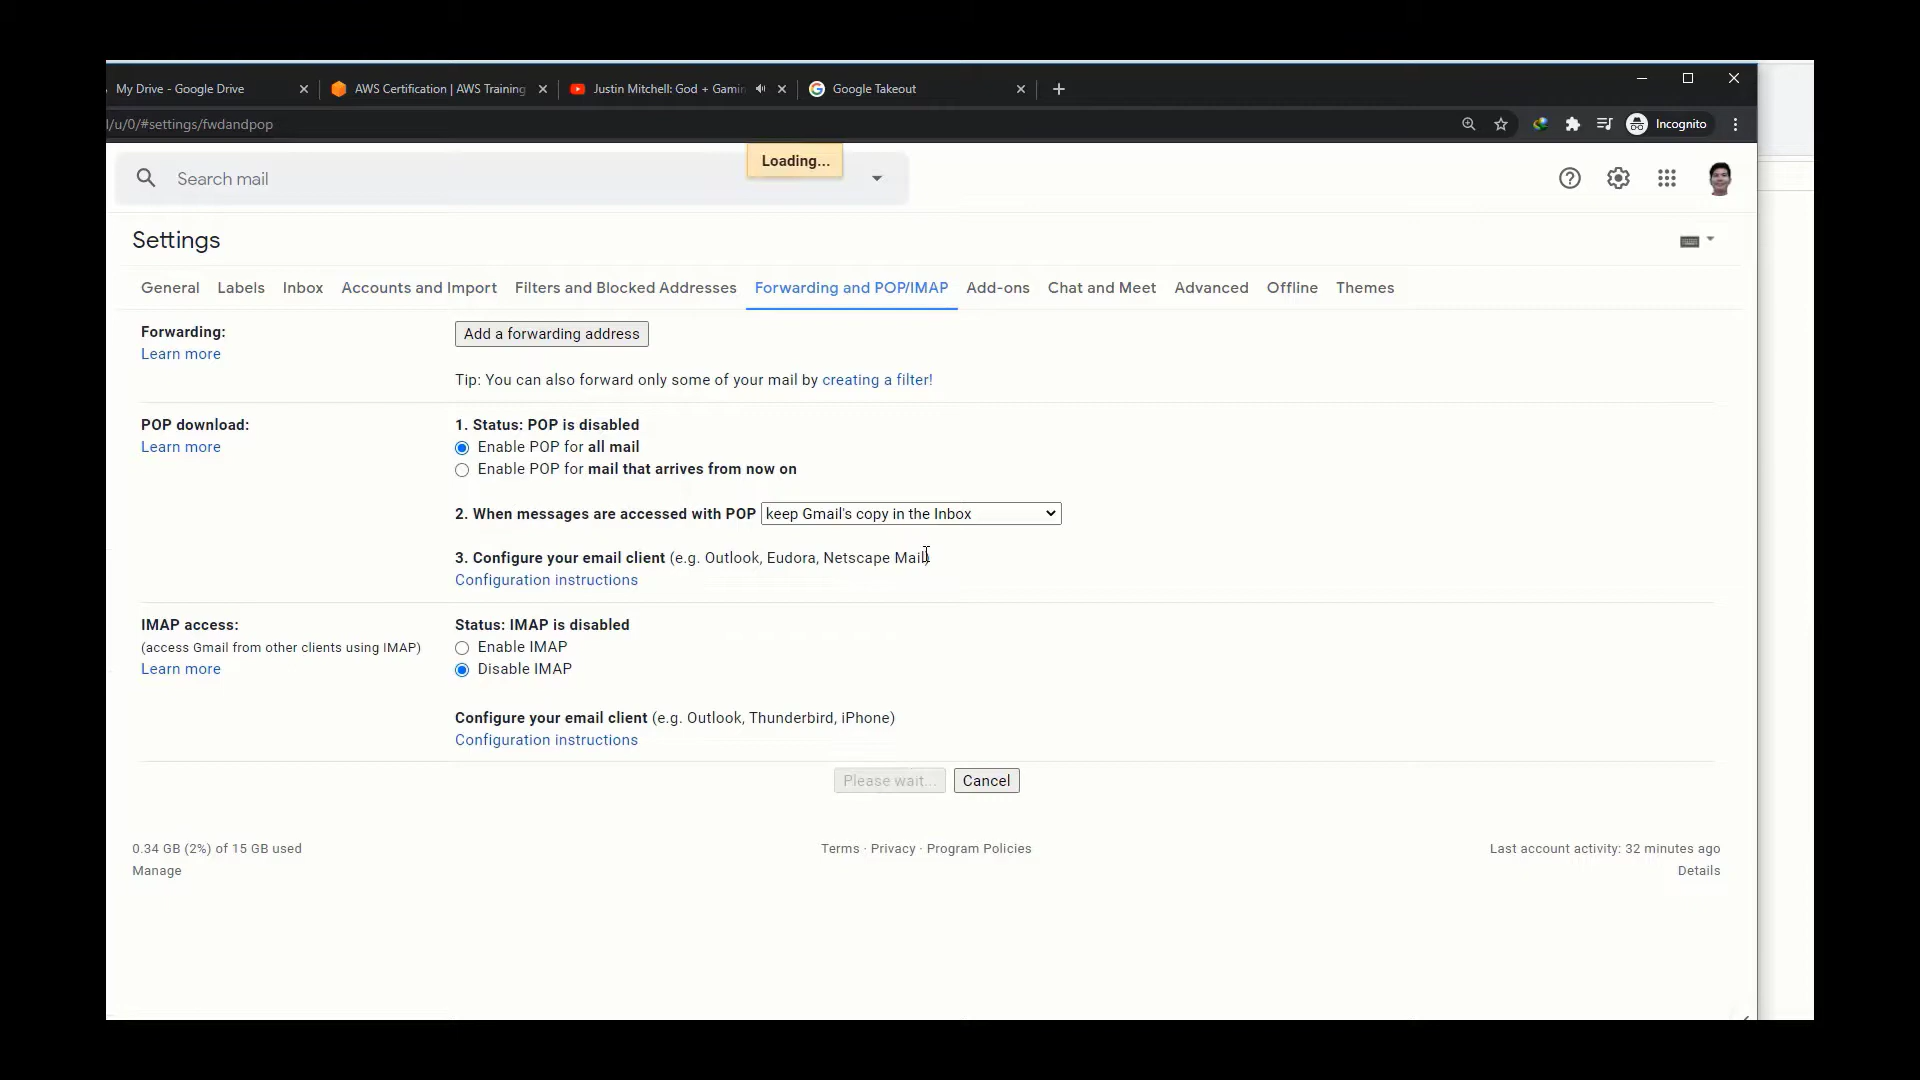 My Drive - Google Drive
AWS Certification | AWS Training
Justin Mitchell: God + Gamin
Google Takeout
l/u/0/#settings/fwdandpop
Incognito
Loading...
Search mail
Settings
General Labels Inbox Accounts and Import Filters and Blocked Addresses Forwarding and POP/IMAP Add-ons Chat and Meet Advanced Offline Themes
Forwarding:
Learn more
Add a forwarding address
Tip: You can also forward only some of your mail by creating a filter!
POP download:
Learn more
1. Status: POP is disabled
Enable POP for all mail
Enable POP for mail that arrives from now on
2. When messages are accessed with POP keep Gmail's copy in the Inbox
3. Configure your email client (e.g. Outlook, Eudora, Netscape Mail)
Configuration instructions
IMAP access:
(access Gmail from other clients using IMAP)
Learn more
Status: IMAP is disabled
Enable IMAP
Disable IMAP
Configure your email client (e.g. Outlook, Thunderbird, iPhone)
Configuration instructions
Please wait... Cancel
0.34 GB (2%) of 15 GB used
Manage
Terms · Privacy · Program Policies
Last account activity: 32 minutes ago
Details